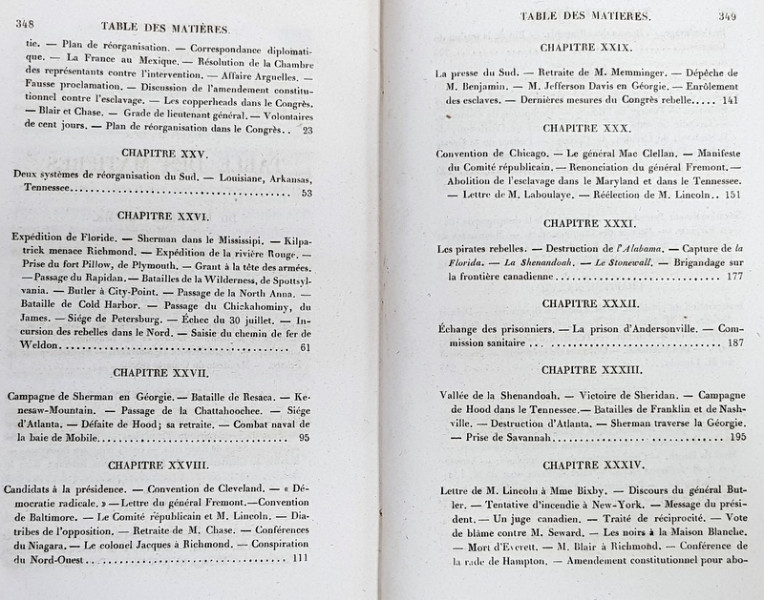 348 TABLE DES MATIÈRES.
tie. — Plan de réorganisation. — Correspondance diplomati-
que. — La France au Mexique. — Résolution de la Chambre
des représentants contre l'intervention. — Affaire Arguelles. —
Fausse proclamation. — Discussion de l'amendement constitu-
tionnel contre l'esclavage. — Les copperheads dans le Congrès.
— Blair et Chase. — Grade de lieutenant général. — Volontaires
de cent jours. — Plan de réorganisation dans le Congrès.. 23
CHAPITRE XXV.
Deux systèmes de réorganisation du Sud. — Louisiane, Arkansas,
Tennessee........................................ 53
CHAPITRE XXVI.
Expédition de Floride. — Sherman dans le Mississipi. — Kilpa-
trick menace Richmond. — Expédition de la rivière Rouge. —
Prise du fort Pillow, de Plymouth. — Grant à la tête des armées.
— Passage du Rapidan. — Batailles de la Wilderness, de Spottsyl-
vania. — Butler à City-Point. — Passage de la North Anna. —
Bataille de Cold Harbor. — Passage du Chickahominy, du
James. — Siége de Petersburg. — Échec du 30 juillet. — In-
cursion des rebelles dans le Nord. — Saisie du chemin de fer de
Weldon........................................ 61
CHAPITRE XXVII.
Campagne de Sherman en Géorgie. — Bataille de Resaca. — Ke-
nesaw-Mountain. — Passage de la Chattahoochee. — Siége
d'Atlanta. — Défaite de Hood; sa retraite. — Combat naval de
la baie de Mobile................................... 95
CHAPITRE XXVIII.
Candidats à la présidence. — Convention de Cleveland. — « Dé-
mocratie radicale. » — Lettre du général Fremont. — Convention
de Baltimore. — Le Comité républicain et M. Lincoln. — Dia-
tribes de l'opposition. — Retraite de M. Chase. — Conférences
du Niagara. — Le colonel Jacques à Richmond. — Conspiration
du Nord-Ouest................................... 111
TABLE DES MATIERES. 349
CHAPITRE XXIX.
La presse du Sud. — Retraite de M. Memminger. — Dépêche de
M. Benjamin. — M. Jefferson Davis en Géorgie. — Enrôlement
des esclaves. — Dernières mesures du Congrès rebelle..... 141
CHAPITRE XXX.
Convention de Chicago. — Le général Mac Clellan. — Manifeste
du Comité républicain. — Renonciation du général Fremont. —
Abolition de l'esclavage dans le Maryland et dans le Tennessee.
— Lettre de M. Laboulaye. — Réélection de M. Lincoln.. 151
CHAPITRE XXXI.
Les pirates rebelles. — Destruction de l'Alabama. — Capture de la
Florida. — La Shenandoah. — Le Stonewall. — Brigandage sur
la frontière canadienne............................... 177
CHAPITRE XXXII.
Échange des prisonniers. — La prison d'Andersonville. — Com-
mission sanitaire ................................... 187
CHAPITRE XXXIII.
Vallée de la Shenandoah. — Victoire de Sheridan. — Campagne
de Hood dans le Tennessee. — Batailles de Franklin et de Nash-
ville. — Destruction d'Atlanta. — Sherman traverse la Géorgie.
— Prise de Savannah.............................. 195
CHAPITRE XXXIV.
Lettre de M. Lincoln à Mme Bixby. — Discours du général But-
ler. — Tentative d'incendie à New-York. — Message du prési-
dent. — Un juge canadien. — Traité de réciprocité. — Vote
de blâme contre M. Seward. — Les noirs à la Maison Blanche.
— Mort d'Everett. — M. Blair à Richmond. — Conférence de
la rade de Hampton. — Amendement constitutionnel pour abo-